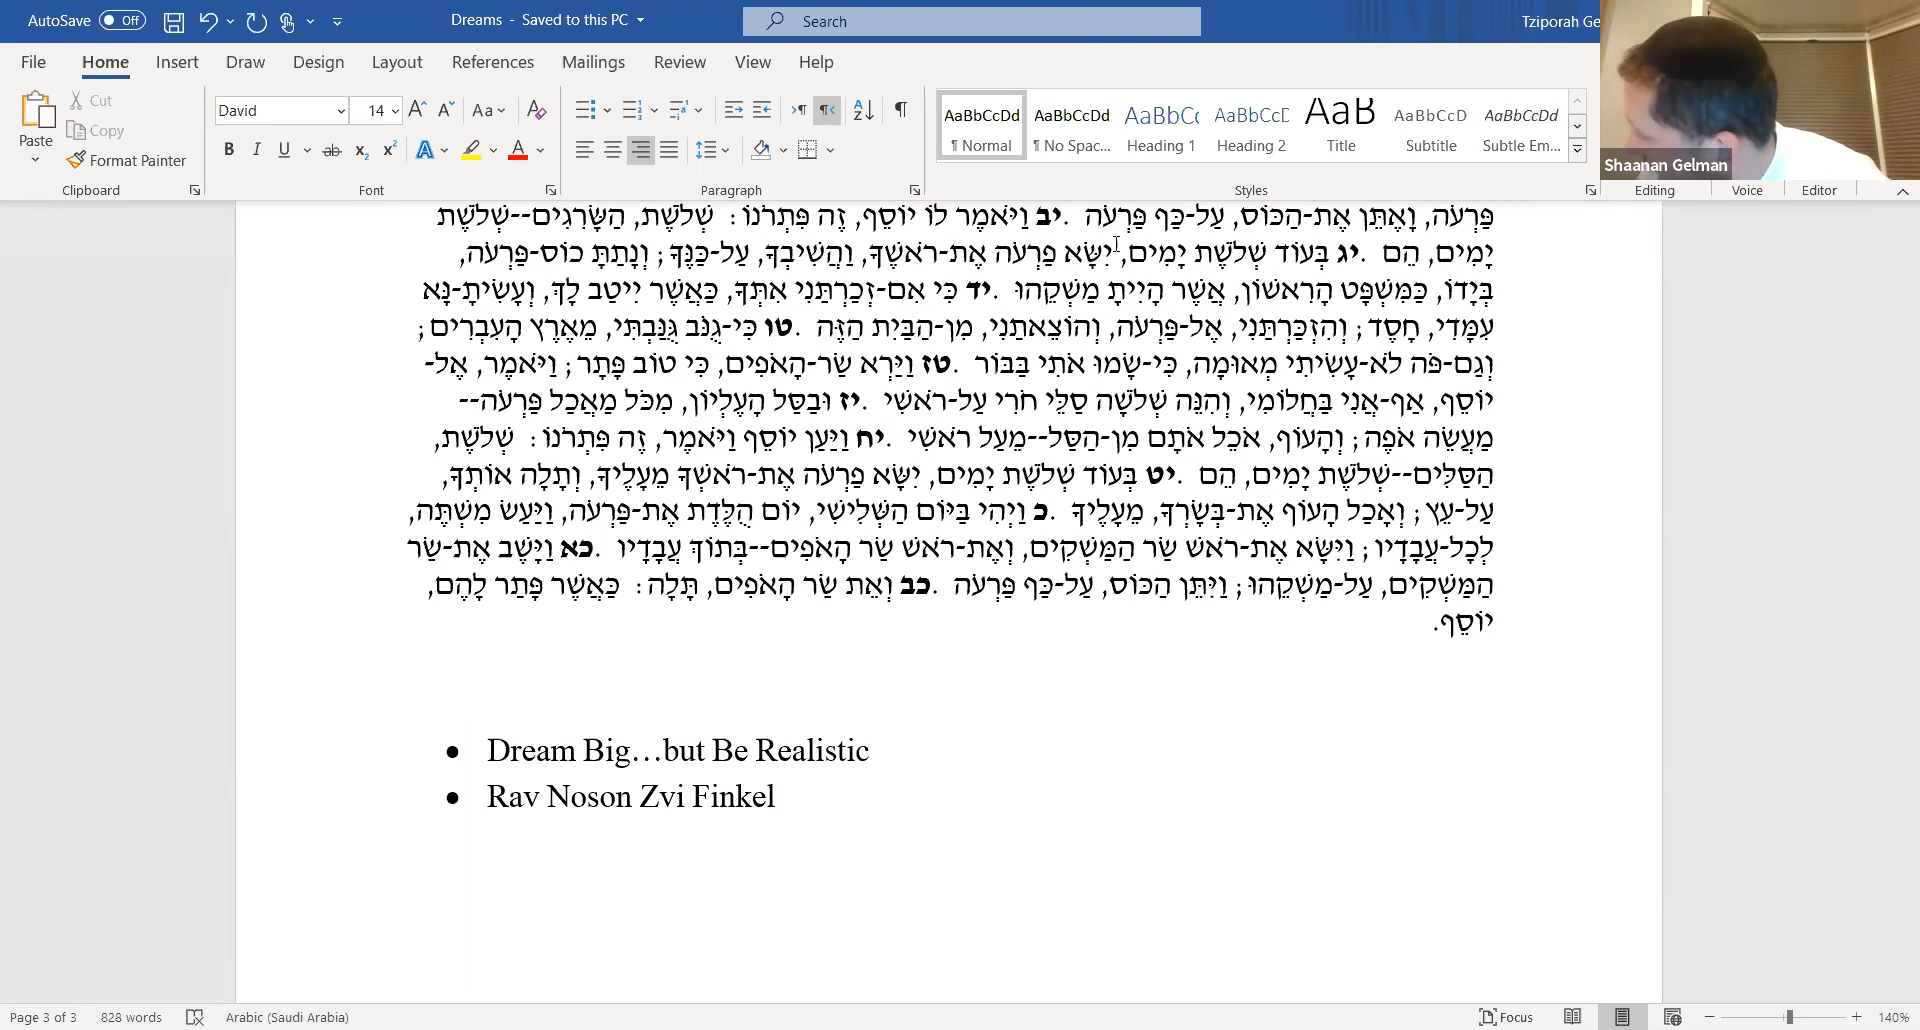 AutoSave Off Dreams - Saved to this PC Search Tziporah Ge
File Home Insert Draw Design Layout References Mailings Review View Help
Paste Cut Copy Format Painter
David 14 Aa
B I U ab x₂ x² A A
AaBbCcDd AaBbCcDd AaBbCc AaBbCcC AaB AaBbCcD AaBbCcDd
¶ Normal ¶ No Spac... Heading 1 Heading 2 Title Subtitle Subtle Em...
Shaanan Gelman
Clipboard Font Paragraph Styles Editing Voice Editor
פַּרְעֹה, וָאֶתֵּן אֶת-הַכּוֹס, עַל-כַּף פַּרְעֹה. יב וַיֹּאמֶר לוֹ יוֹסֵף, זֶה פִּתְרֹנוֹ: שְׁלֹשֶׁת, הַשָּׂרִגִים--שְׁלֹשֶׁת
יָמִים, הֵם. יג בְּעוֹד שְׁלֹשֶׁת יָמִים, יִשָּׂא פַרְעֹה אֶת-רֹאשֶׁךָ, וַהֲשִׁיבְךָ, עַל-כַּנֶּךָ; וְנָתַתָּ כוֹס-פַּרְעֹה,
בְּיָדוֹ, כַּמִּשְׁפָּט הָרִאשׁוֹן, אֲשֶׁר הָיִיתָ מַשְׁקֵהוּ. יד כִּי אִם-זְכַרְתַּנִי אִתְּךָ, כַּאֲשֶׁר יִיטַב לָךְ, וְעָשִׂיתָ-נָּא
עִמָּדִי, חָסֶד; וְהִזְכַּרְתַּנִי, אֶל-פַּרְעֹה, וְהוֹצֵאתַנִי, מִן-הַבַּיִת הַזֶּה. טו כִּי-גֻנֹּב גֻּנַּבְתִּי, מֵאֶרֶץ הָעִבְרִים;
וְגַם-פֹּה לֹא-עָשִׂיתִי מְאוּמָה, כִּי-שָׂמוּ אֹתִי בַּבּוֹר. טז וַיַּרְא שַׂר-הָאֹפִים, כִּי טוֹב פָּתָר; וַיֹּאמֶר, אֶל-
יוֹסֵף, אַף-אֲנִי בַּחֲלוֹמִי, וְהִנֵּה שְׁלֹשָׁה סַלֵּי חֹרִי עַל-רֹאשִׁי. יז וּבַסַּל הָעֶלְיוֹן, מִכֹּל מַאֲכַל פַּרְעֹה--
מַעֲשֵׂה אֹפֶה; וְהָעוֹף, אֹכֵל אֹתָם מִן-הַסַּל--מֵעַל רֹאשִׁי. יח וַיַּעַן יוֹסֵף וַיֹּאמֶר, זֶה פִּתְרֹנוֹ: שְׁלֹשֶׁת,
הַסַּלִּים--שְׁלֹשֶׁת יָמִים, הֵם. יט בְּעוֹד שְׁלֹשֶׁת יָמִים, יִשָּׂא פַרְעֹה אֶת-רֹאשְׁךָ מֵעָלֶיךָ, וְתָלָה אוֹתְךָ,
עַל-עֵץ; וְאָכַל הָעוֹף אֶת-בְּשָׂרְךָ, מֵעָלֶיךָ. כ וַיְהִי בַּיּוֹם הַשְּׁלִישִׁי, יוֹם הֻלֶּדֶת אֶת-פַּרְעֹה, וַיַּעַשׂ מִשְׁתֶּה,
לְכָל-עֲבָדָיו; וַיִּשָּׂא אֶת-רֹאשׁ שַׂר הַמַּשְׁקִים, וְאֶת-רֹאשׁ שַׂר הָאֹפִים--בְּתוֹךְ עֲבָדָיו. כא וַיָּשֶׁב אֶת-שַׂר
הַמַּשְׁקִים, עַל-מַשְׁקֵהוּ; וַיִּתֵּן הַכּוֹס, עַל-כַּף פַּרְעֹה. כב וְאֵת שַׂר הָאֹפִים, תָּלָה: כַּאֲשֶׁר פָּתַר לָהֶם,
יוֹסֵף.
• Dream Big…but Be Realistic
• Rav Noson Zvi Finkel
Page 3 of 3 828 words Arabic (Saudi Arabia) Focus 140%